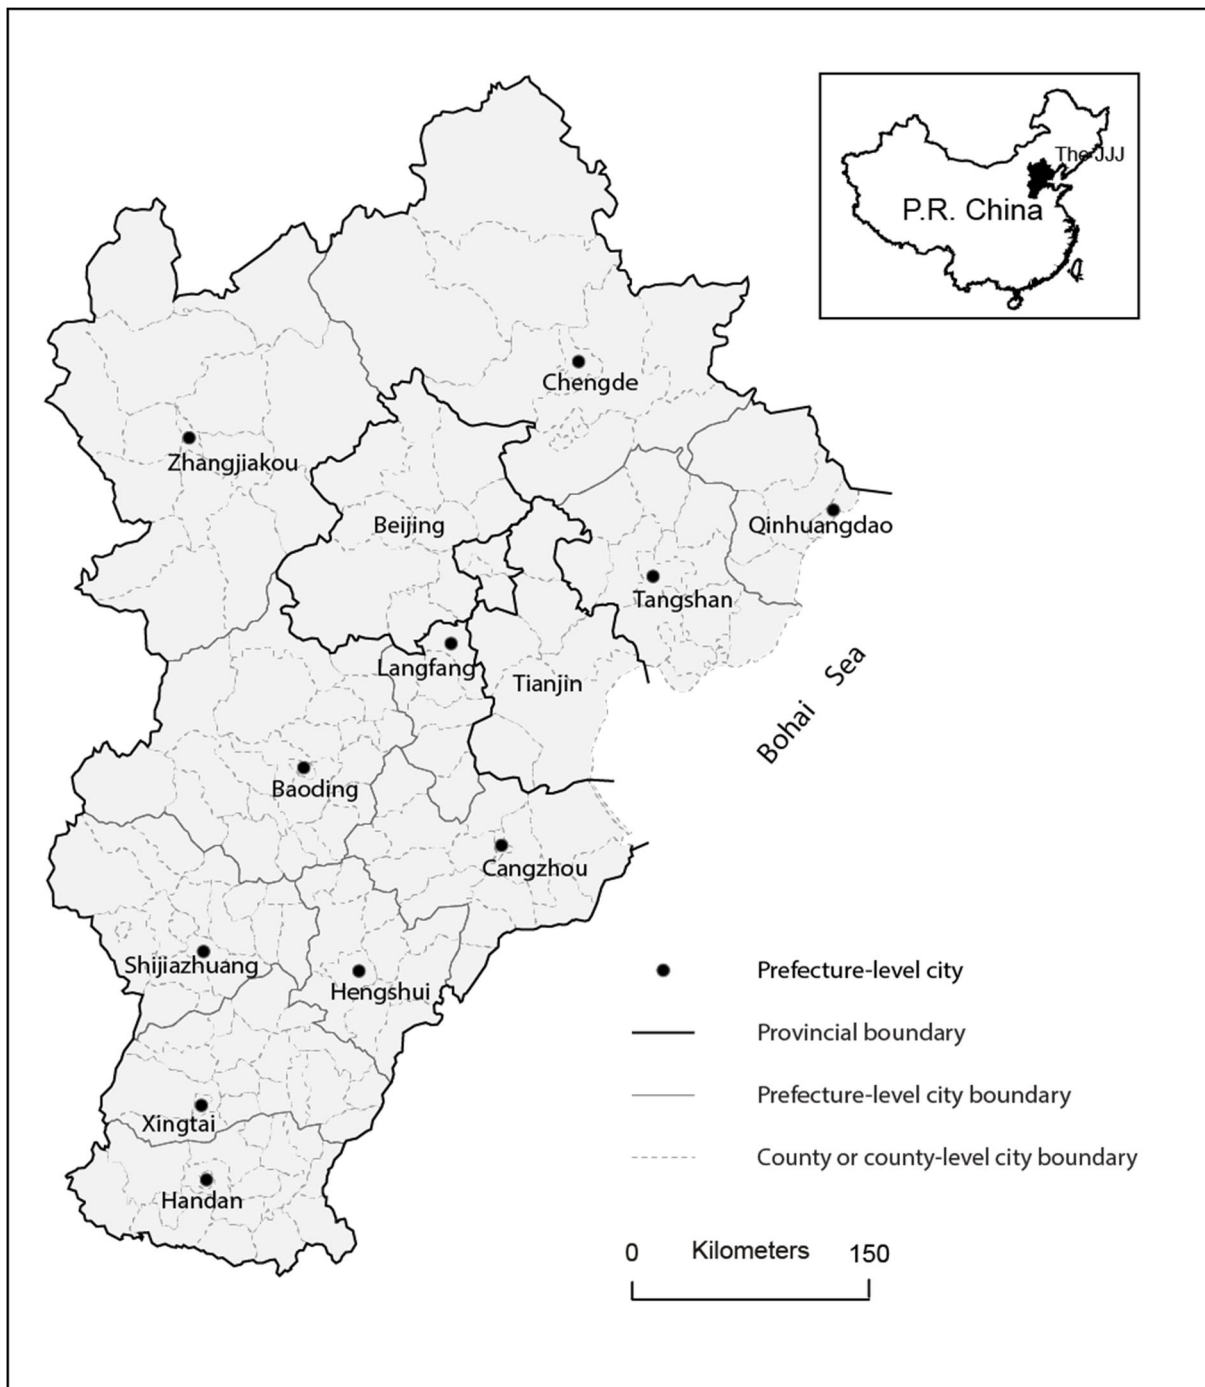 The JJJ
P.R. China
Chengde
Zhangjiakou
Beijing
Qinhuangdao
Tangshan
Langfang
Tianjin
Bohai Sea
Baoding
Cangzhou
Shijiazhuang
Hengshui
Xingtai
Handan
Prefecture-level city
Provincial boundary
Prefecture-level city boundary
County or county-level city boundary
0 Kilometers 150